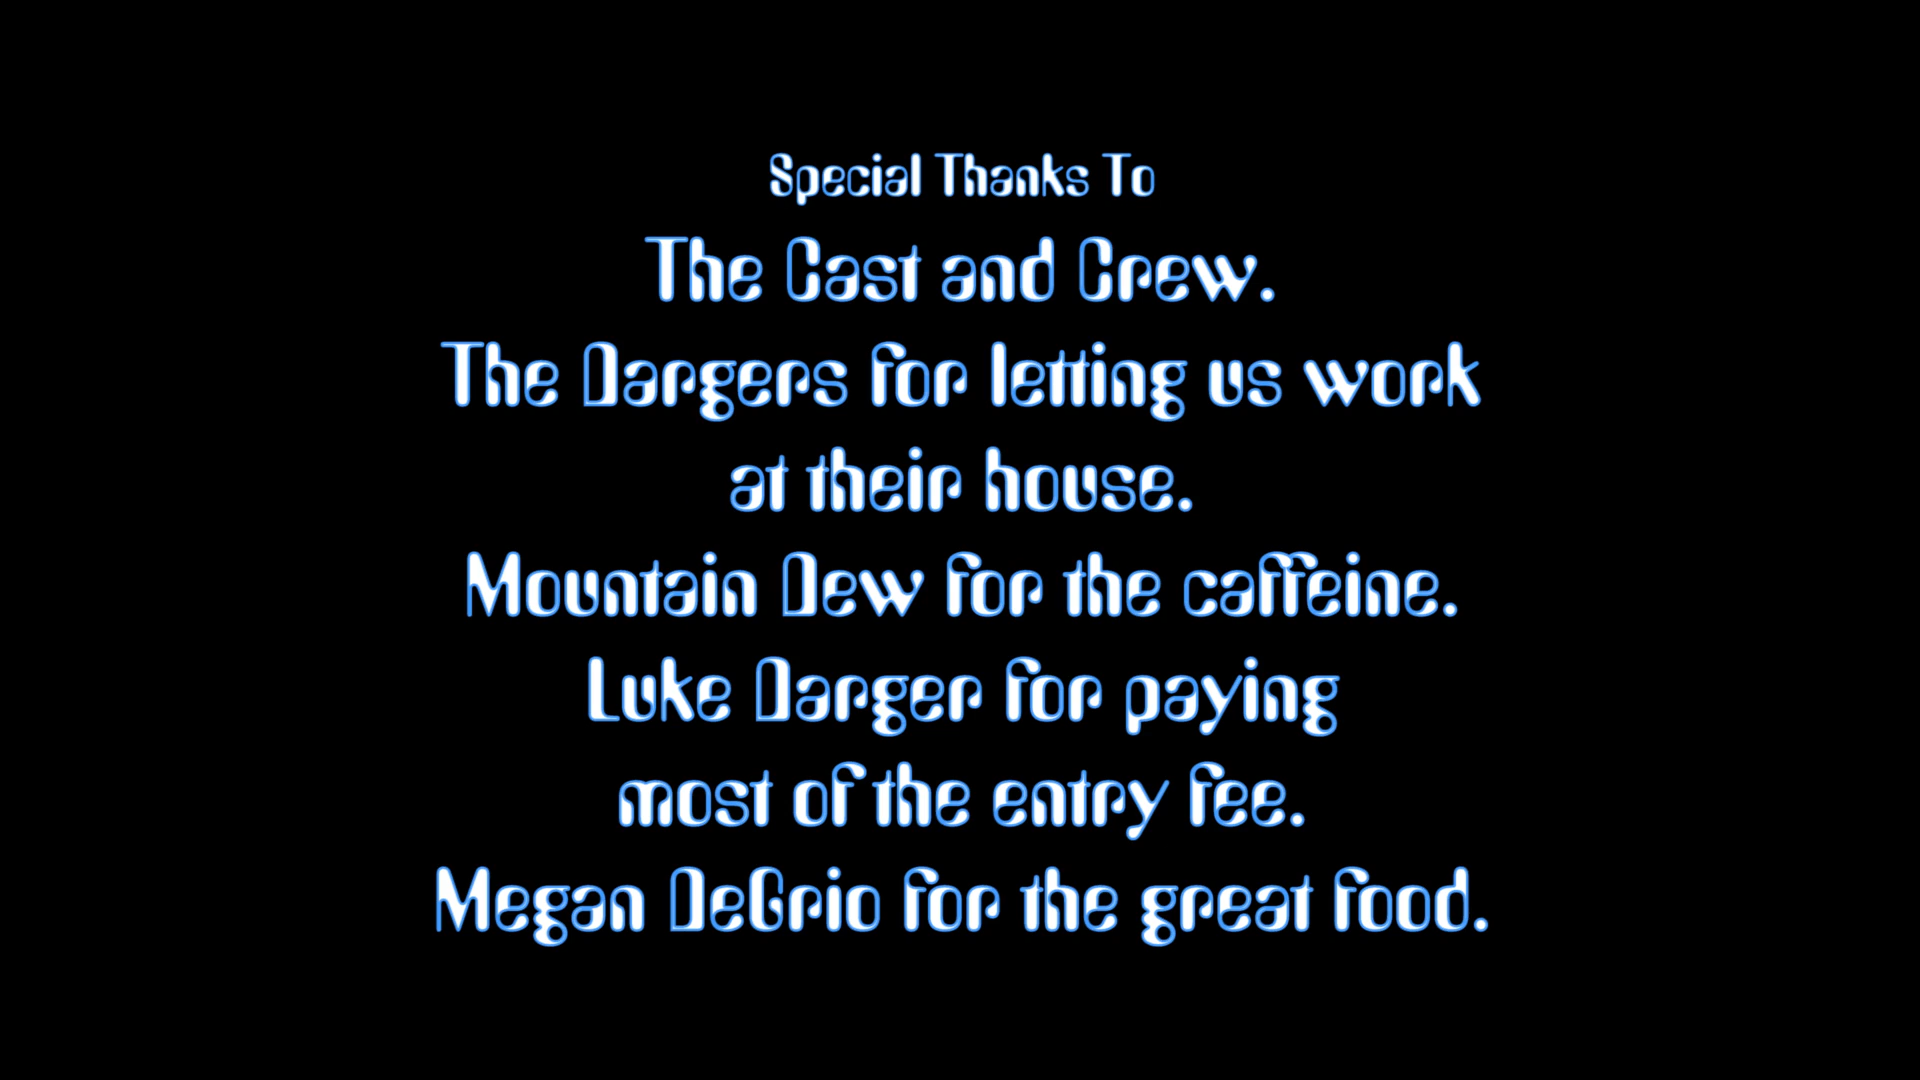 Special Thanks To
The Cast and Crew.
The Dargers for letting us work
at their house.
Mountain Dew for the caffeine.
Luke Darger for paying
most of the entry fee.
Megan DeGrio for the great food.